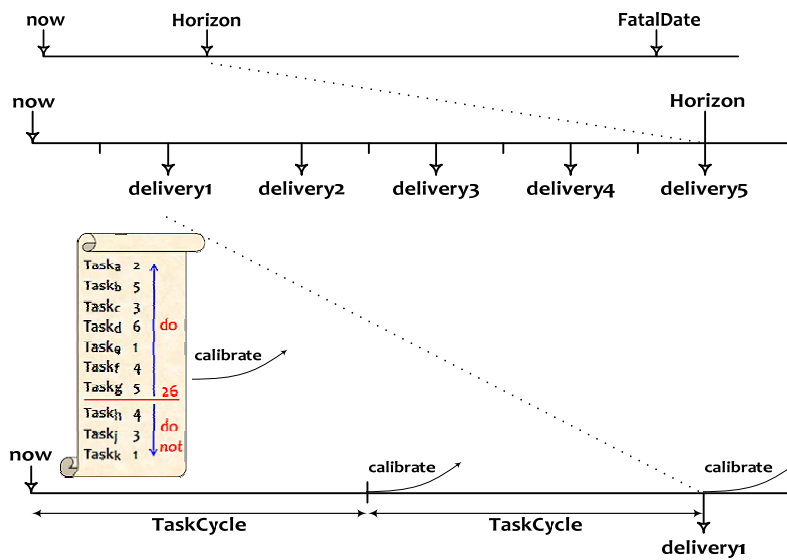 now Horizon FatalDate
now Horizon
delivery1 delivery2 delivery3 delivery4 delivery5
Taska 2
Taskb 5
Taskc 3
Taskd 6
do
Taske 1
calibrate
Taskf 4
Taskg 5 26
Taskh 4
do
Taskj 3
not
Taskk 1
now
calibrate calibrate
TaskCycle TaskCycle
delivery1